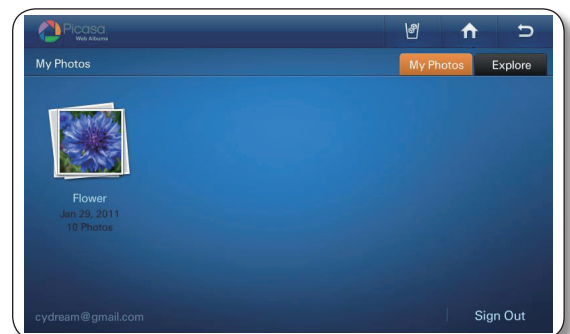 Picasa
Web Albums
My Photos
My Photos
Explore
Flower
Jan 29, 2011
10 Photos
cydream@gmail.com
Sign Out